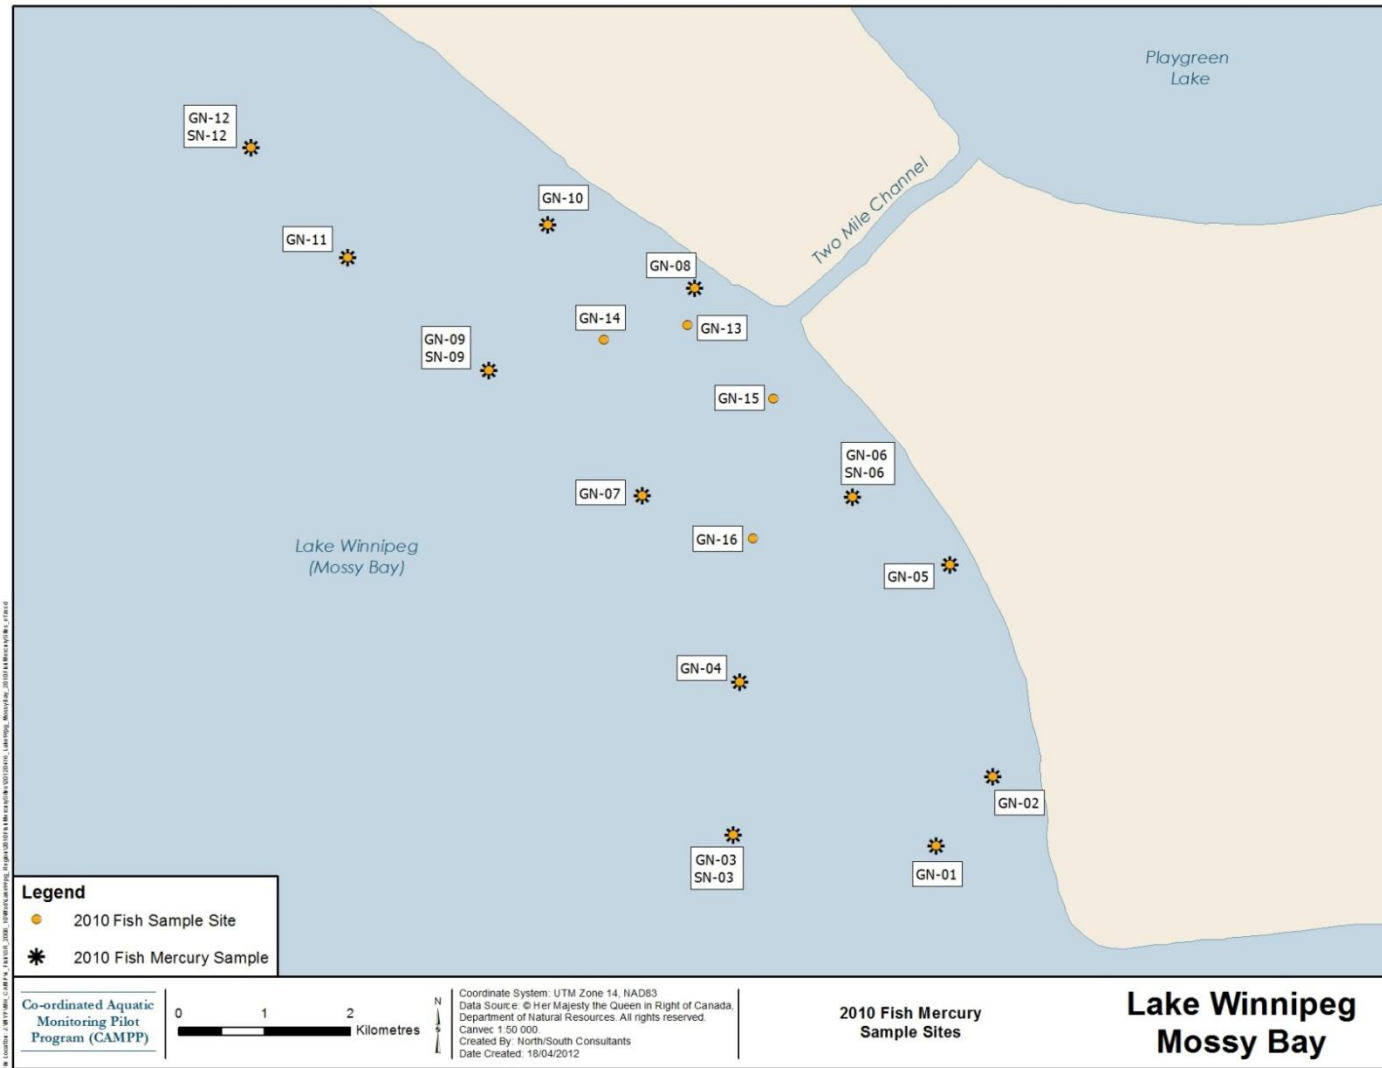 Playgreen
Lake
GN-12
SN-12
Two Mile Channel
GN-10
GN-11
GN-08
GN-14
GN-13
GN-09
SN-09
GN-15
GN-06
SN-06
GN-07
GN-16
Lake Winnipeg
(Mossy Bay)
GN-05
GN-04
GN-02
GN-03
SN-03
GN-01
Legend
2010 Fish Sample Site
2010 Fish Mercury Sample
Co-ordinated Aquatic
Monitoring Pilot
Program (CAMPP)
0 1 2
Kilometres
N
S
Coordinate System: UTM Zone 14, NAD83
Data Source: © Her Majesty the Queen in Right of Canada,
Department of Natural Resources. All rights reserved.
Canvec 1:50 000.
Created By: North/South Consultants
Date Created: 18/04/2012
2010 Fish Mercury
Sample Sites
Lake Winnipeg
Mossy Bay